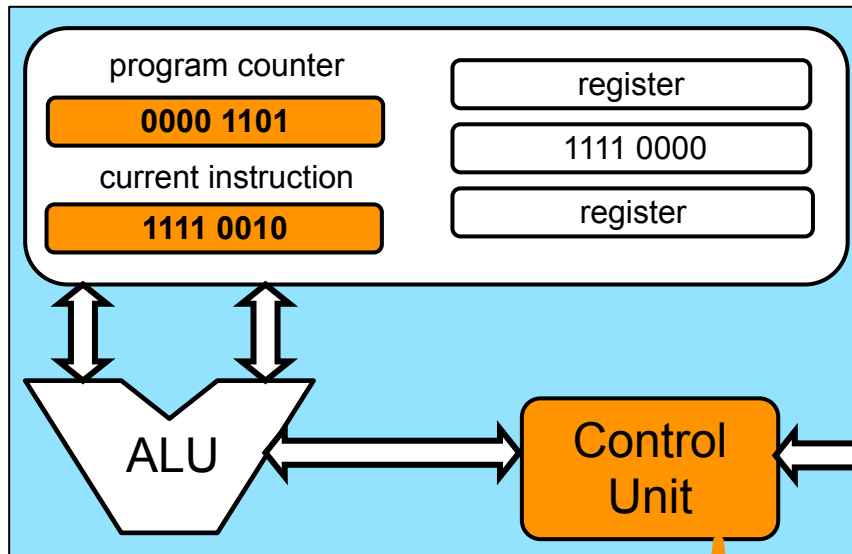 program counter
0000 1101
current instruction
1111 0010
register
1111 0000
register
ALU
Control
Unit